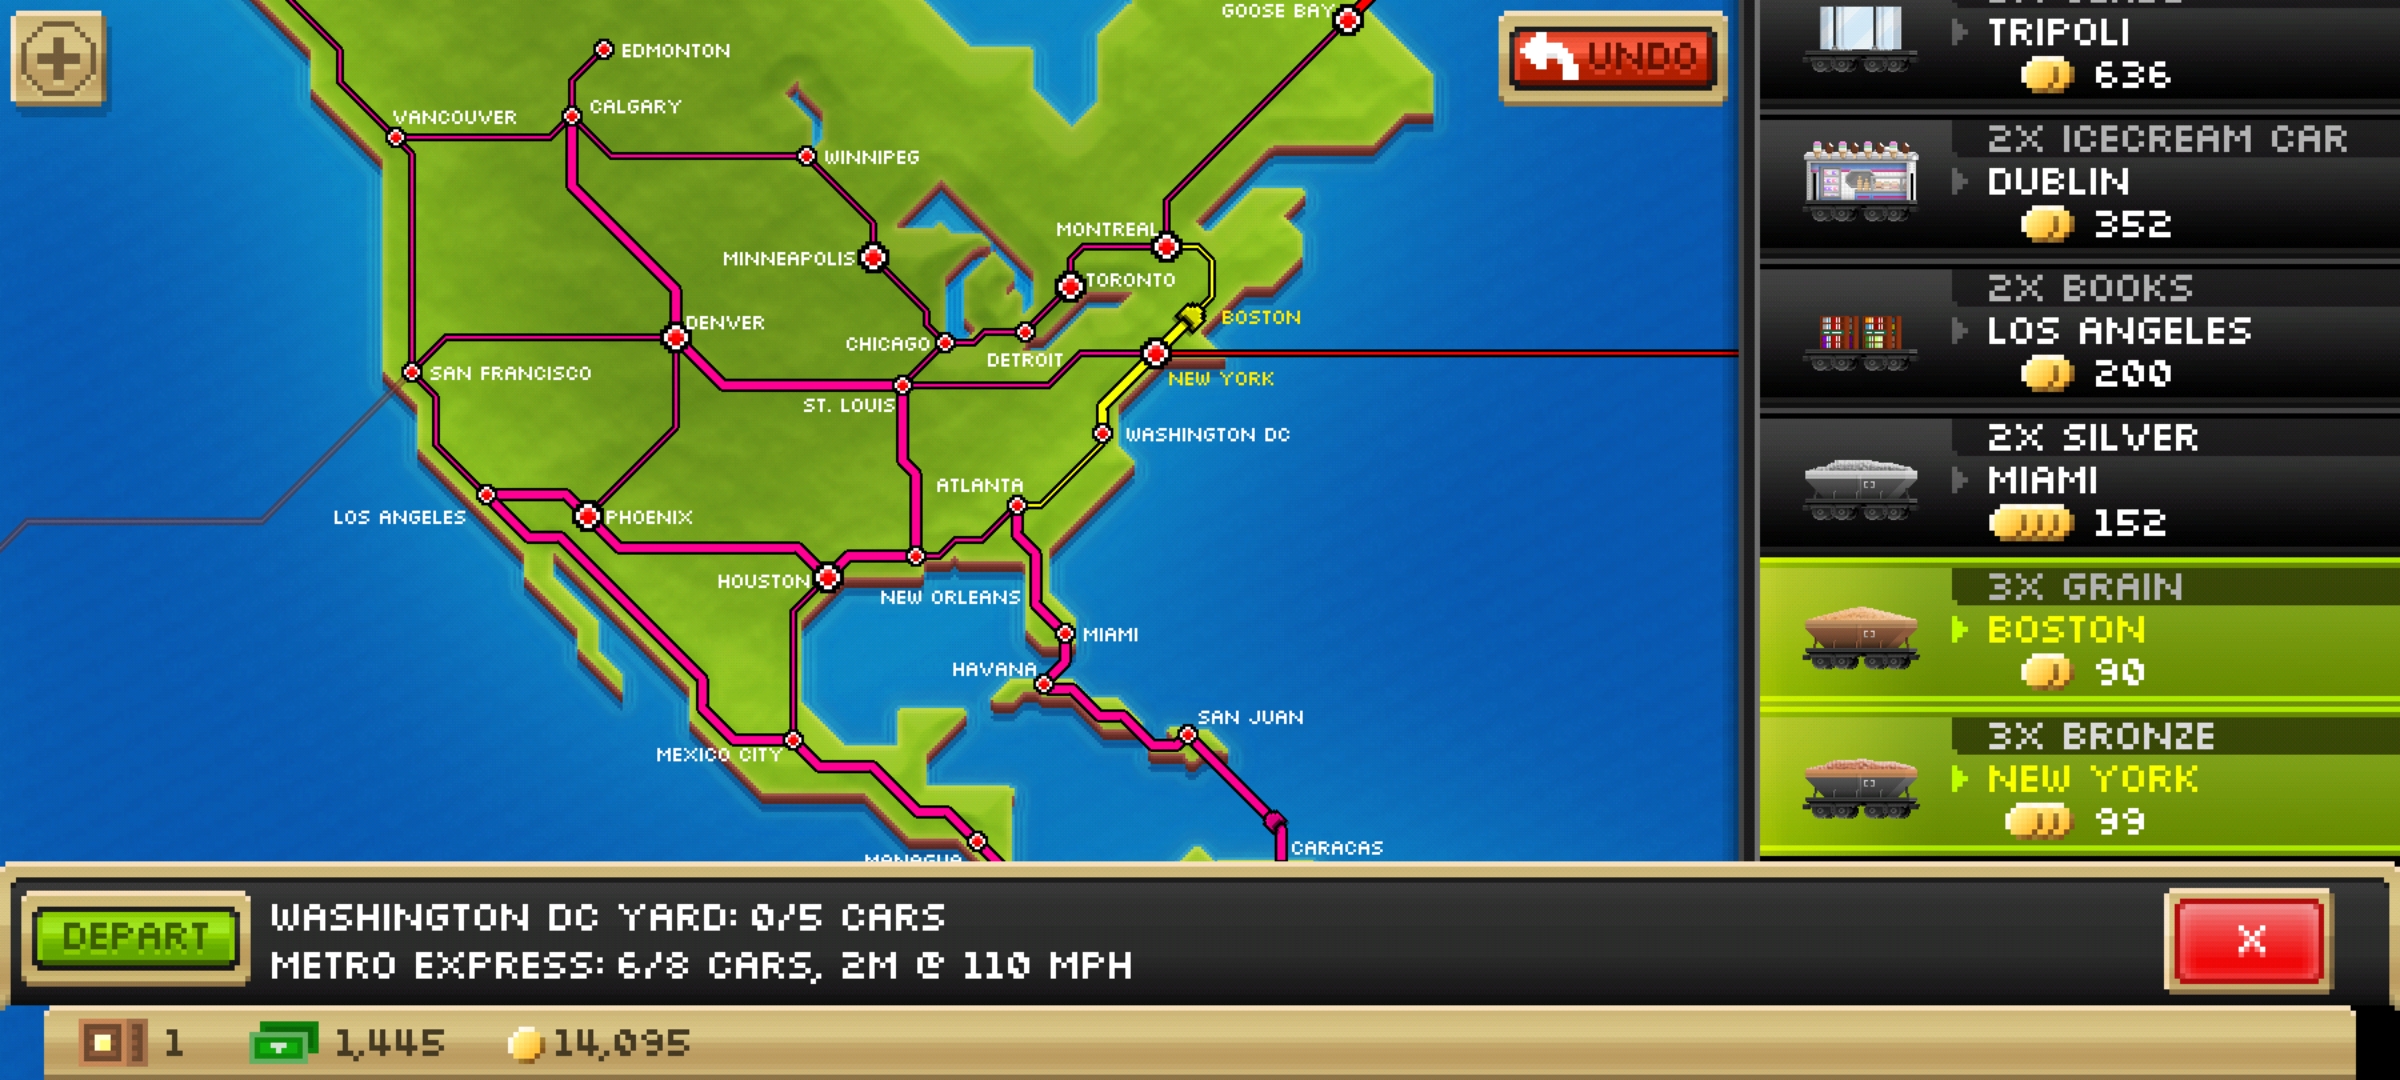 GOOSE BAY
UNDO
EDMONTON
CALGARY
VANCOUVER
WINNIPEG
MONTREAL
MINNEAPOLIS
TORONTO
BOSTON
DENVER
CHICAGO
DETROIT
SAN FRANCISCO
NEW YORK
ST. LOUIS
WASHINGTON DC
ATLANTA
LOS ANGELES
PHOENIX
HOUSTON
NEW ORLEANS
MIAMI
HAVANA
SAN JUAN
MEXICO CITY
CARACAS
MANAGUA
TRIPOLI
636
2X ICECREAM CAR
DUBLIN
352
2X BOOKS
LOS ANGELES
200
2X SILVER
MIAMI
152
3X GRAIN
BOSTON
90
3X BRONZE
NEW YORK
99
DEPART
WASHINGTON DC YARD: 0/5 CARS
METRO EXPRESS: 6/8 CARS, 2M @ 110 MPH
X
1
1,445
14,095